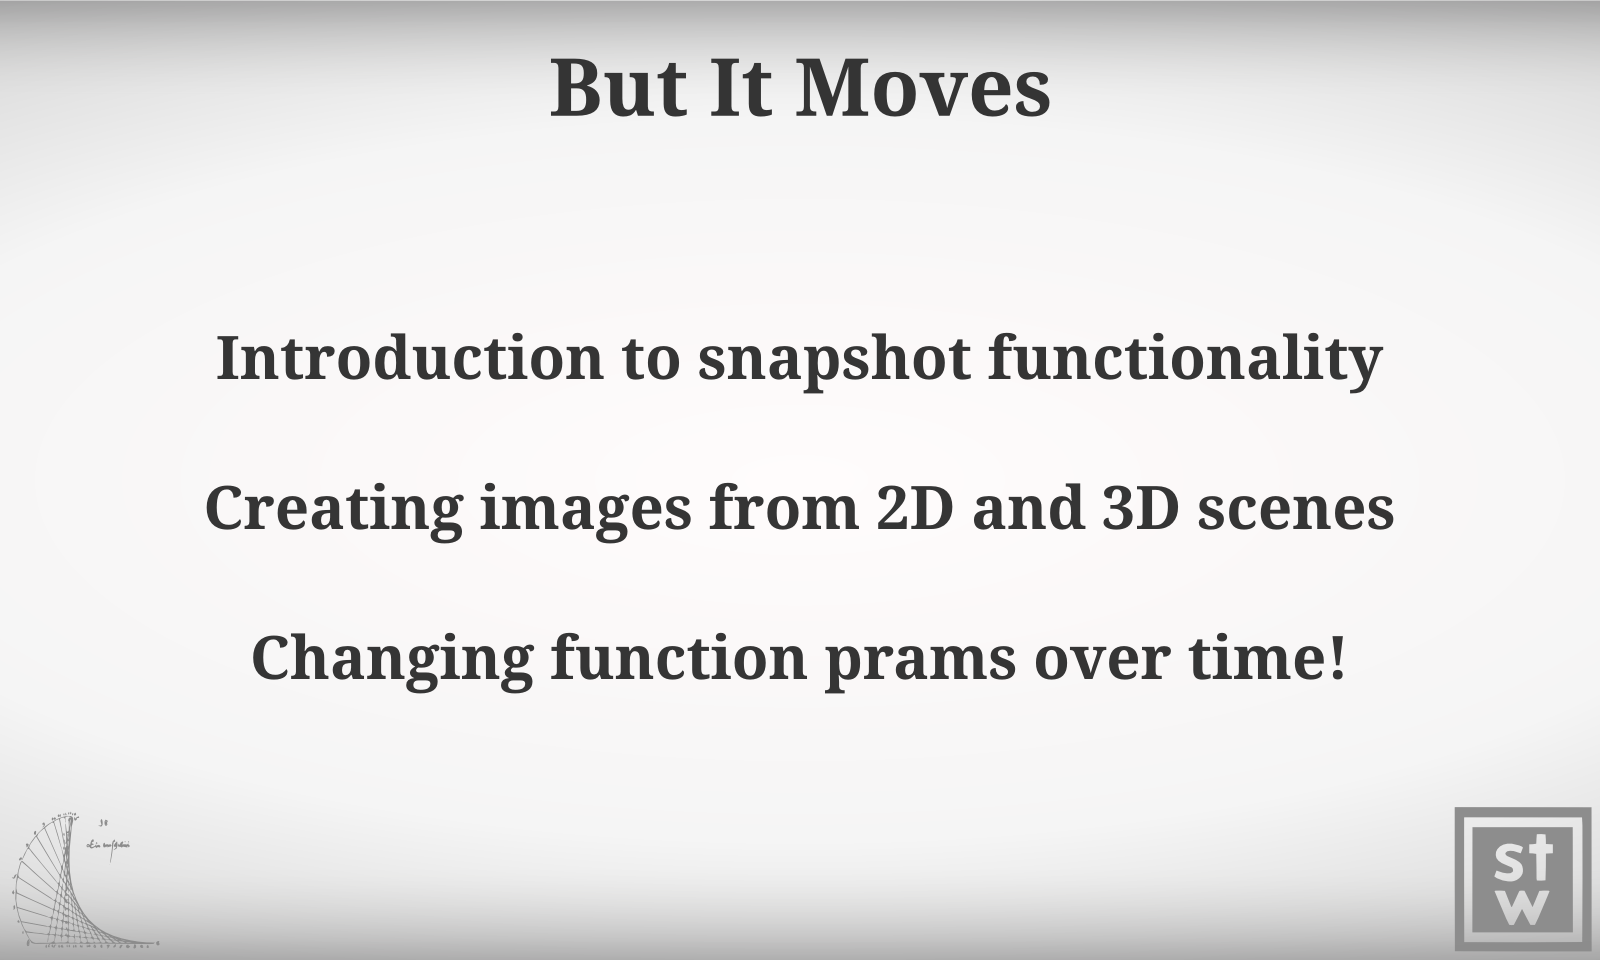 But It Moves
Introduction to snapshot functionality
Creating images from 2D and 3D scenes
Changing function prams over time!
st
w